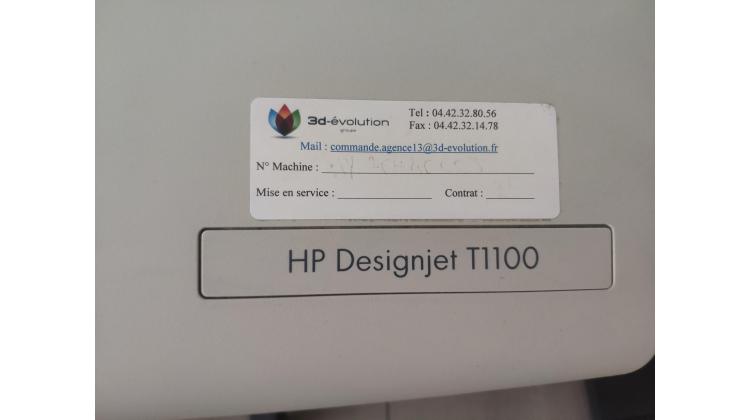 3d-évolution
groupe
Tel : 04.42.32.80.56
Fax : 04.42.32.14.78
Mail : commande.agence13@3d-evolution.fr
N° Machine :
Mise en service : Contrat :
HP Designjet T1100